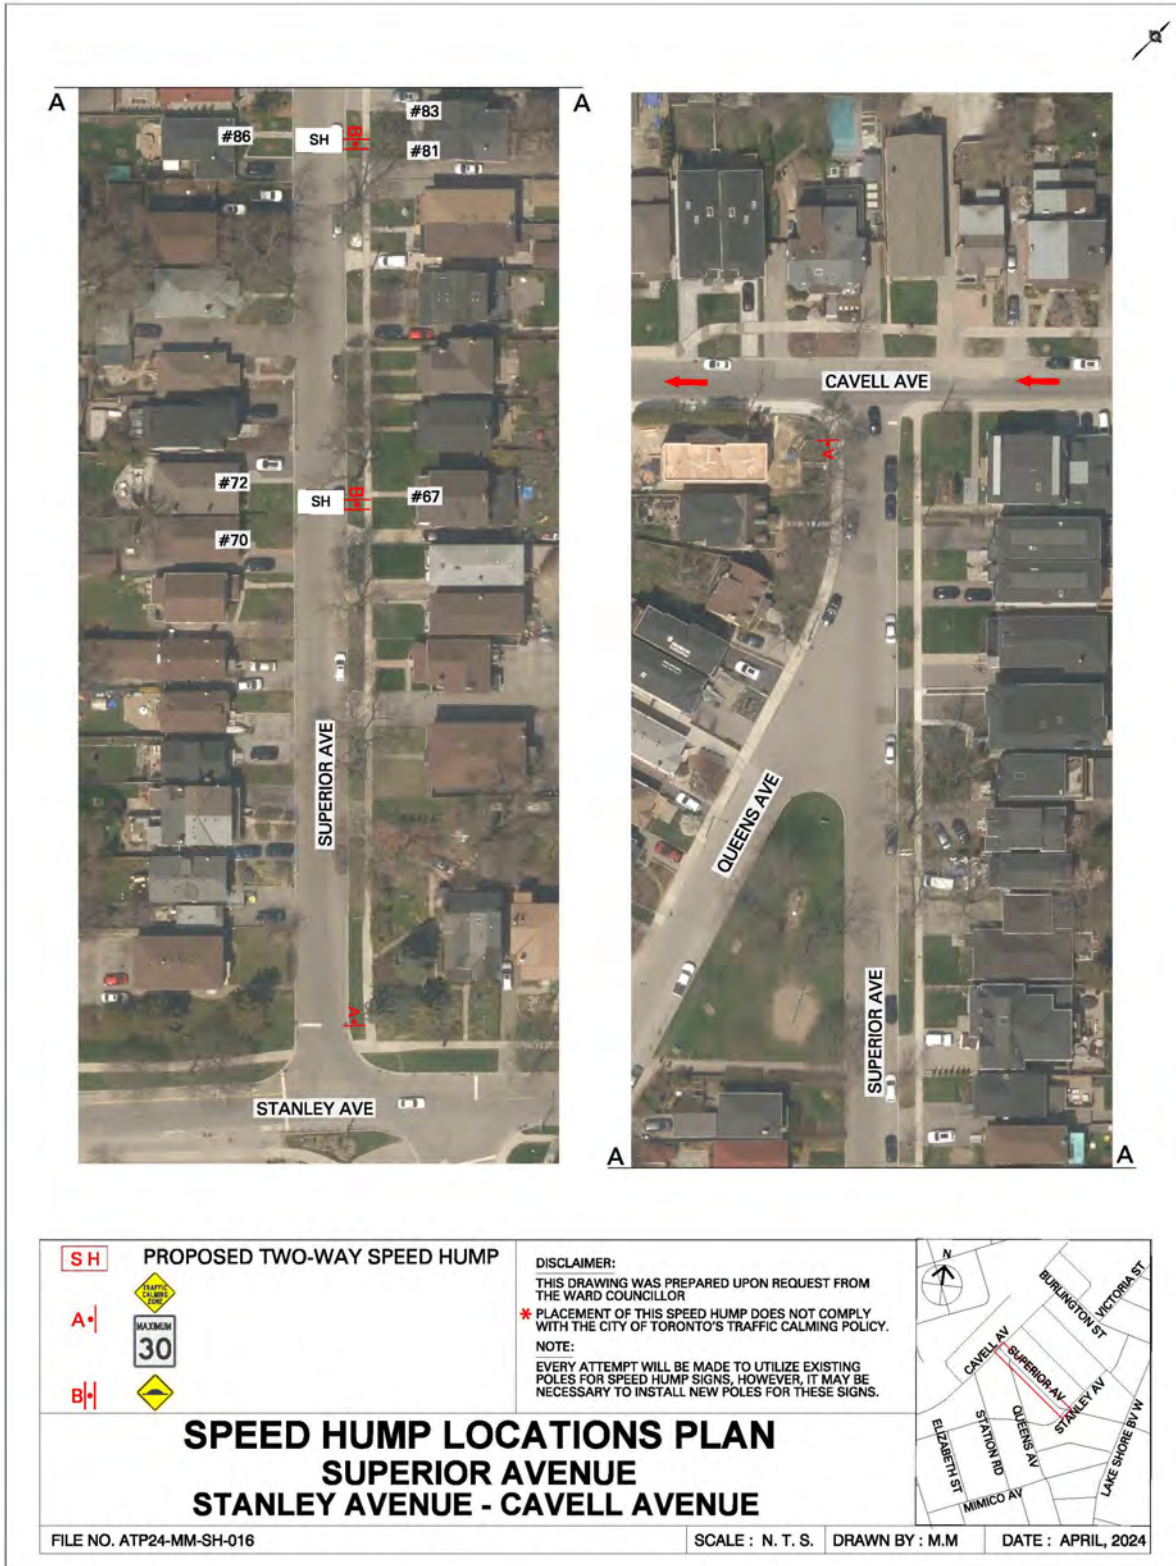 A
A
#83
#86
SH
B
#81
#72
SH
B
#67
#70
SUPERIOR AVE
A
STANLEY AVE
CAVELL AVE
A
QUEENS AVE
SUPERIOR AVE
A
A
SH
PROPOSED TWO-WAY SPEED HUMP
A
TRAFFIC
CALMING
ZONE
MAXIMUM
30
B
DISCLAIMER:
THIS DRAWING WAS PREPARED UPON REQUEST FROM
THE WARD COUNCILLOR
* PLACEMENT OF THIS SPEED HUMP DOES NOT COMPLY
WITH THE CITY OF TORONTO'S TRAFFIC CALMING POLICY.
NOTE:
EVERY ATTEMPT WILL BE MADE TO UTILIZE EXISTING
POLES FOR SPEED HUMP SIGNS, HOWEVER, IT MAY BE
NECESSARY TO INSTALL NEW POLES FOR THESE SIGNS.
N
BURLINGTON ST
VICTORIA ST
CAVELL AV
SUPERIOR AV
STANLEY AV
ELIZABETH ST
STATION RD
QUEENS AV
LAKE SHORE BV W
MIMICO AV
SPEED HUMP LOCATIONS PLAN
SUPERIOR AVENUE
STANLEY AVENUE - CAVELL AVENUE
FILE NO. ATP24-MM-SH-016
SCALE : N. T. S.
DRAWN BY : M.M
DATE : APRIL, 2024